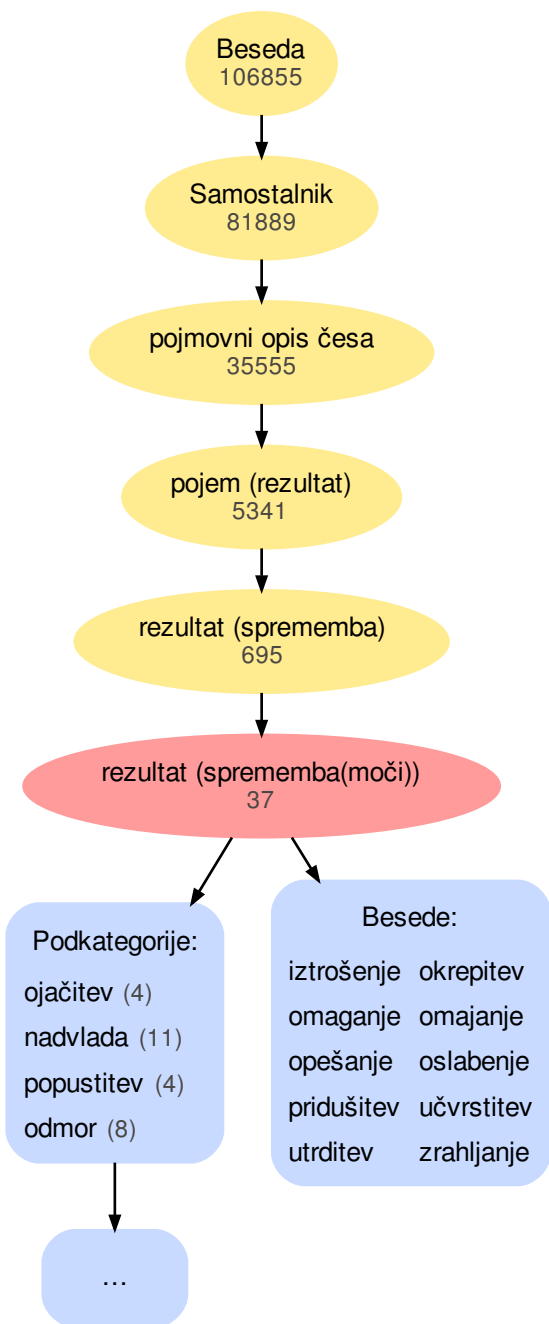 Beseda
106855
Samostalnik
81889
pojmovni opis česa
35555
pojem (rezultat)
5341
rezultat (sprememba)
695
rezultat (sprememba(moči))
37
Podkategorije:
ojačitev (4)
nadvlada (11)
popustitev (4)
odmor (8)
...
Besede:
iztrošenje okrepitev
omaganje omajanje
opešanje oslabenje
pridušitev učvrstitev
utrditev zrahljanje